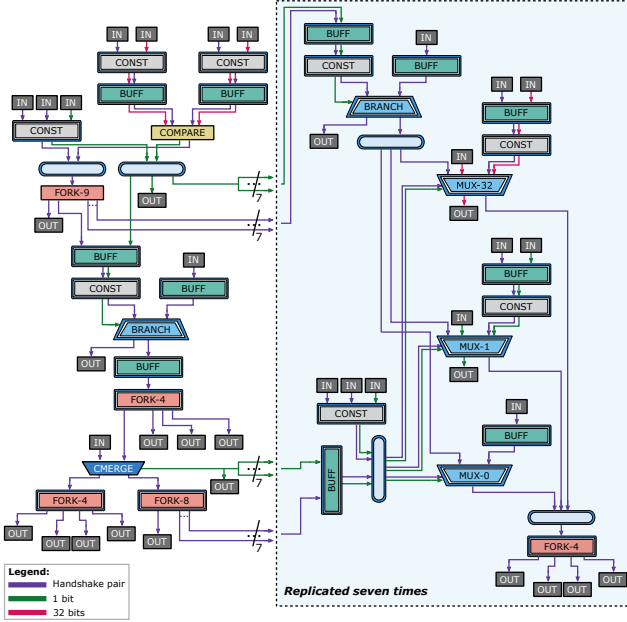 IN IN IN IN
BUFF
IN
CONST CONST
CONST BUFF
IN IN
BUFF BUFF
IN IN IN
BRANCH
BUFF
CONST COMPARE
OUT
CONST
IN
FORK-9 OUT
... 7
MUX-32
OUT
... 7
OUT
BUFF
IN
IN IN
CONST BUFF
BUFF
CONST
BRANCH
IN
OUT
MUX-1
BUFF
OUT
FORK-4
IN IN IN
IN
CONST
IN OUT OUT OUT
BUFF
CMERGE
... 7
BUFF
MUX-0
OUT
FORK-4 FORK-8
OUT OUT OUT OUT OUT
... 7
FORK-4
Legend:
Handshake pair
1 bit
32 bits
OUT OUT OUT OUT
Replicated seven times